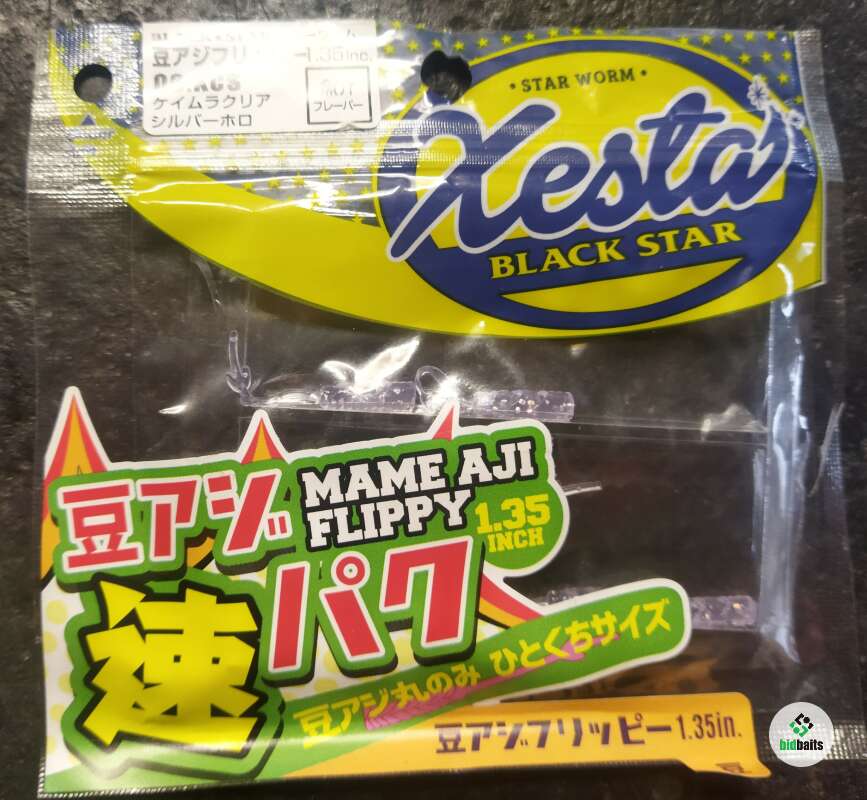 豆アジフリッピー1.35inc.
ケイムラクリア
シルバーホロ
フレーバー
• STAR WORM •
Xesta
BLACK STAR
豆アジ
MAME AJI
FLIPPY
1.35
INCH
速パク
豆アジ丸のみ ひとくちサイズ
豆アジフリッピー1.35in.
豆
bidbaits